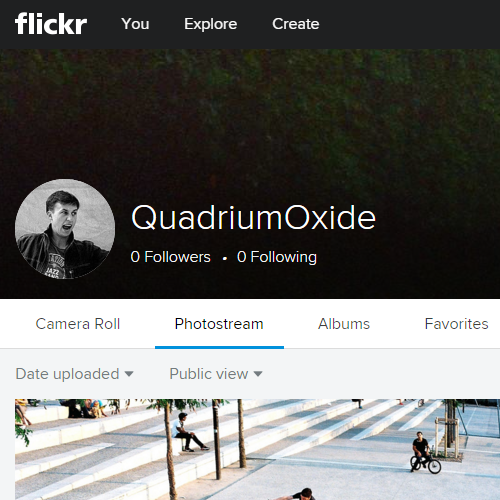 flickr You Explore Create
QuadriumOxide
0 Followers • 0 Following
Camera Roll Photostream Albums Favorites
Date uploaded Public view